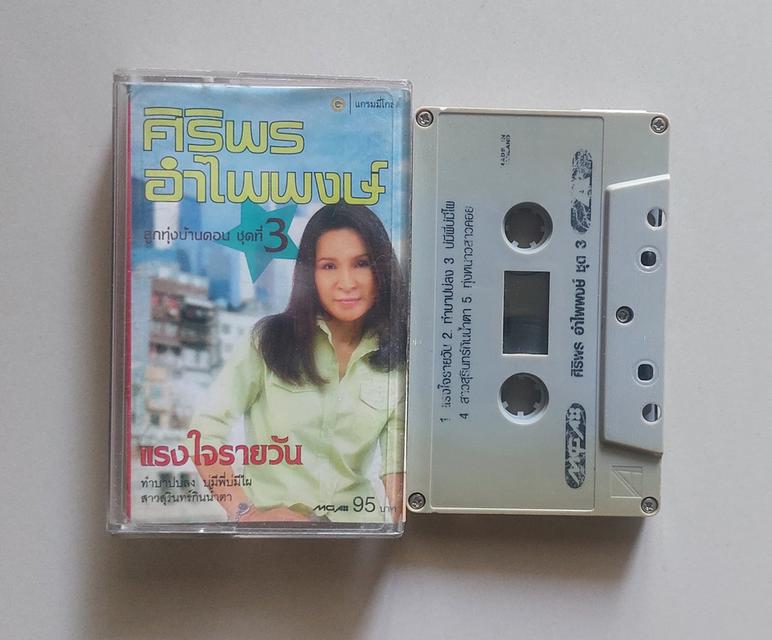 แกรมมี่โกลด์
ศิริพร
อำไพพงษ์
ลูกทุ่งบ้านดอน ชุดที่ 3
แรงใจรายวัน
ทำบาปบ่ลง บ่มีพี่บ่มีไผ
สาวสุรินทร์กินน้ำตา
MGA 95 บาท
MADE IN
THAILAND
1 แรงใจรายวัน 2. ทำบาปบ่ลง 3 บ่มีพี่บ่มีไผ
4 สาวสุรินทร์กินน้ำตา 5 ทุ่งหนาวสาวคอย
MGA ศิริพร อำไพพงษ์ ชุด 3 A